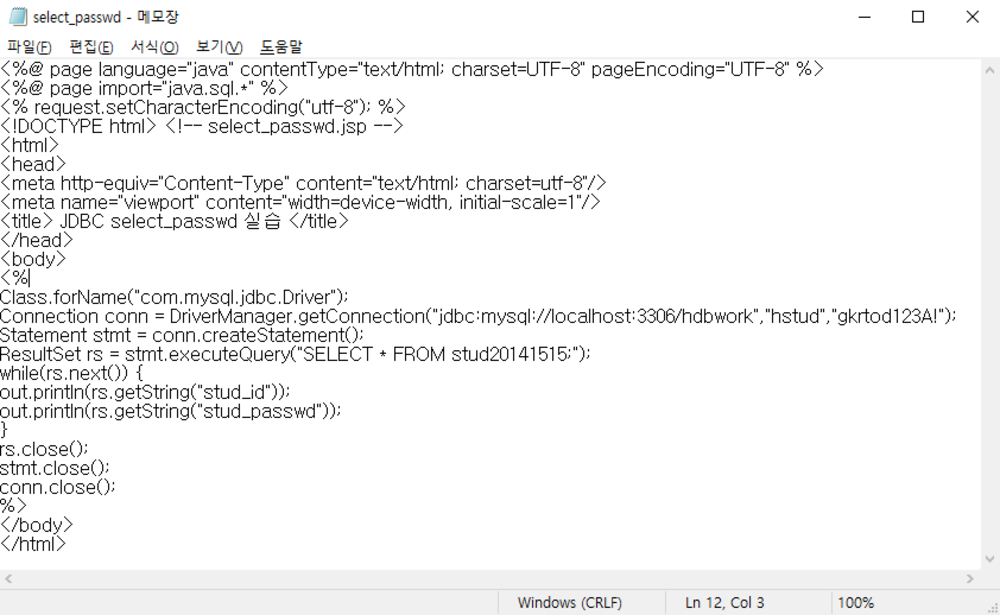 select_passwd - 메모장
파일(F) 편집(E) 서식(O) 보기(V) 도움말
<%@ page language="java" contentType="text/html; charset=UTF-8" pageEncoding="UTF-8" %>
<%@ page import="java.sql.*" %>
<% request.setCharacterEncoding("utf-8"); %>
<!DOCTYPE html> <!-- select_passwd.jsp -->
<html>
<head>
<meta http-equiv="Content-Type" content="text/html; charset=utf-8"/>
<meta name="viewport" content="width=device-width, initial-scale=1"/>
<title> JDBC select_passwd 실습 </title>
</head>
<body>
<%
Class.forName("com.mysql.jdbc.Driver");
Connection conn = DriverManager.getConnection("jdbc:mysql://localhost:3306/hdbwork","hstud","gkrtod123A!");
Statement stmt = conn.createStatement();
ResultSet rs = stmt.executeQuery("SELECT * FROM stud20141515;");
while(rs.next()) {
out.println(rs.getString("stud_id"));
out.println(rs.getString("stud_passwd"));
}
rs.close();
stmt.close();
conn.close();
%>
</body>
</html>
Windows (CRLF) Ln 12, Col 3 100%